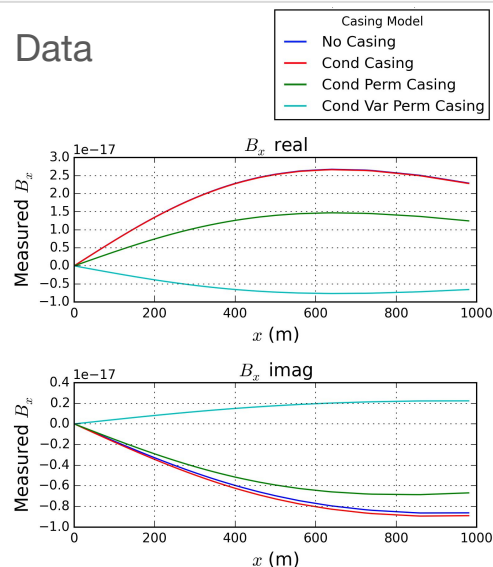 Data
Casing Model
No Casing
Cond Casing
Cond Perm Casing
Cond Var Perm Casing
1e−17
B_x real
Measured B_x
3.0
2.5
2.0
1.5
1.0
0.5
0.0
−0.5
−1.0
0 200 400 600 800 1000
x (m)
1e−17
B_x imag
Measured B_x
0.4
0.2
0.0
−0.2
−0.4
−0.6
−0.8
−1.0
0 200 400 600 800 1000
x (m)